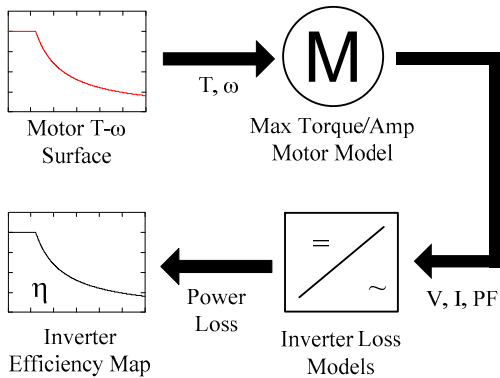 M
T, ω
Motor T-ω
Surface
Max Torque/Amp
Motor Model
η
=
~
V, I, PF
Power
Loss
Inverter
Efficiency Map
Inverter Loss
Models